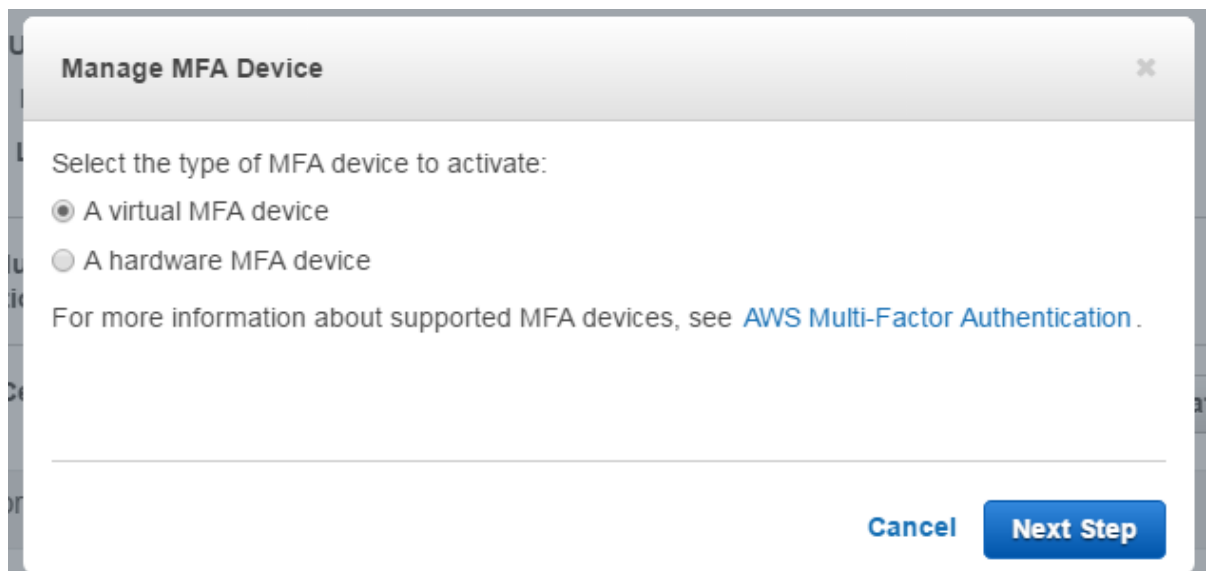 Manage MFA Device
Select the type of MFA device to activate:
A virtual MFA device
A hardware MFA device
For more information about supported MFA devices, see AWS Multi-Factor Authentication.
Cancel
Next Step